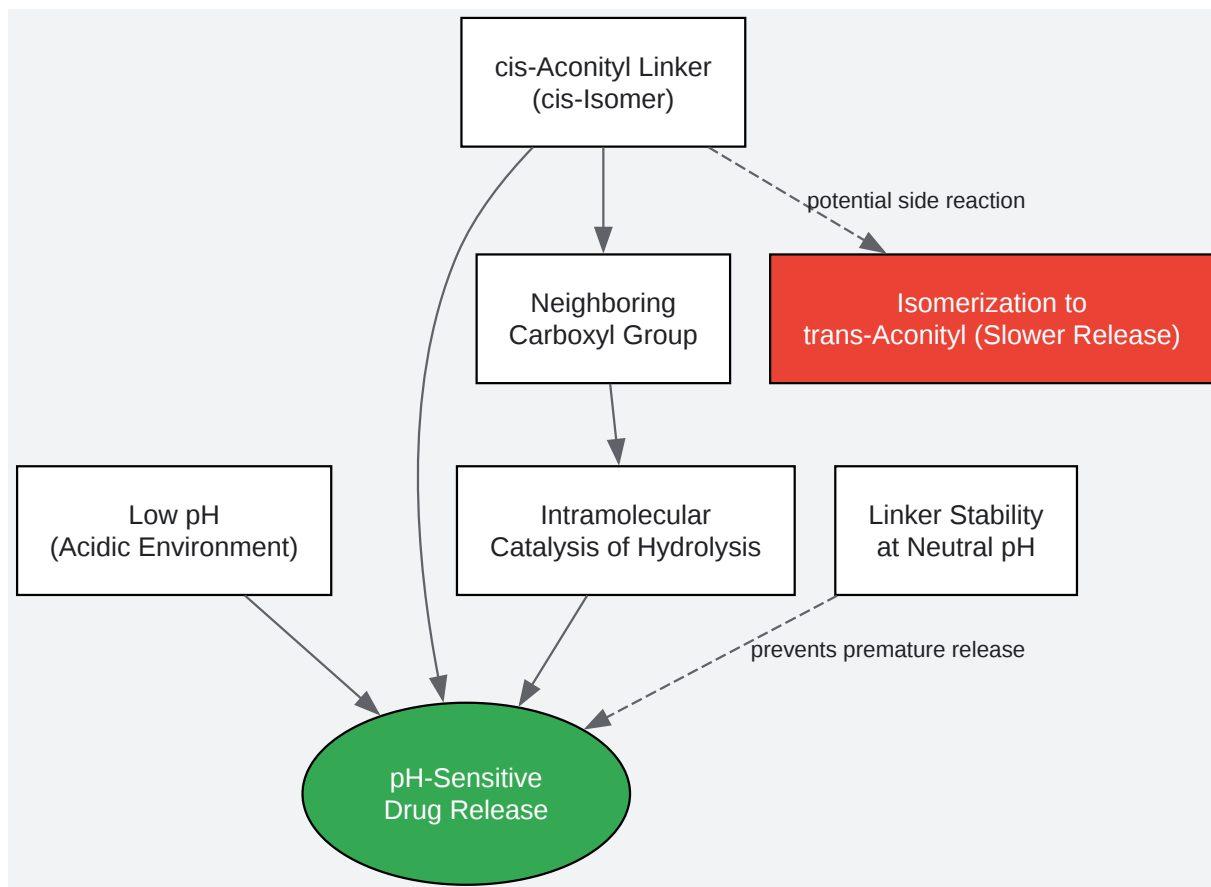 cis-Aconityl Linker
(cis-Isomer)
potential side reaction
Neighboring
Carboxyl Group
Isomerization to
trans-Aconityl (Slower Release)
Low pH
(Acidic Environment)
Intramolecular
Catalysis of Hydrolysis
Linker Stability
at Neutral pH
prevents premature release
pH-Sensitive
Drug Release